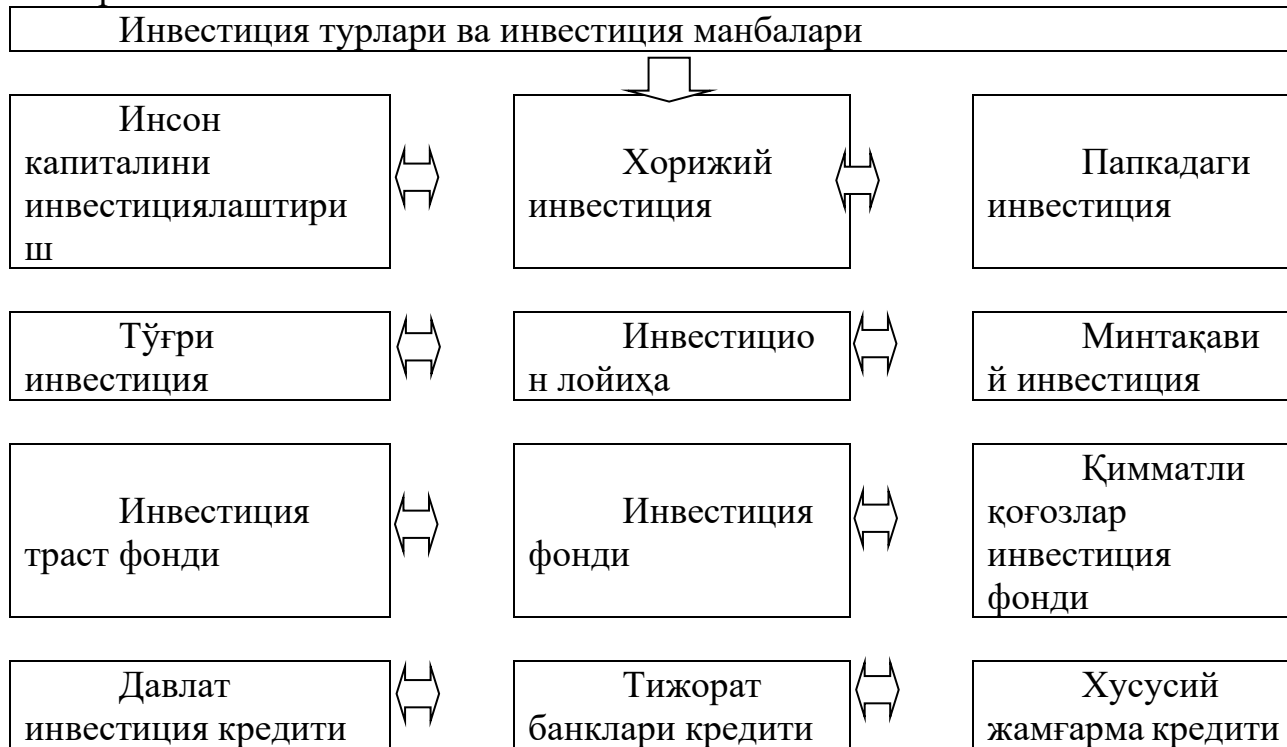 Инвестиция турлари ва инвестиция манбалари
Инсон
капиталини
инвестициялаштири
ш
Хорижий
инвестиция
Папкадаги
инвестиция
Тўғри
инвестиция
Инвестицио
н лойиҳа
Минтақави
й инвестиция
Инвестиция
траст фонди
Инвестиция
фонди
Қимматли
қоғозлар
инвестиция
фонди
Давлат
инвестиция кредити
Тижорат
банклари кредити
Хусусий
жамғарма кредити